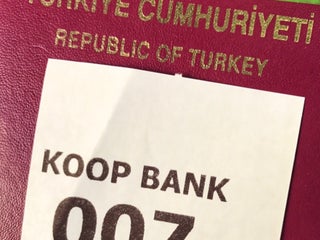 TÜRKİYE CUMHURİYETİ
REPUBLIC OF TURKEY
KOOP BANK
007